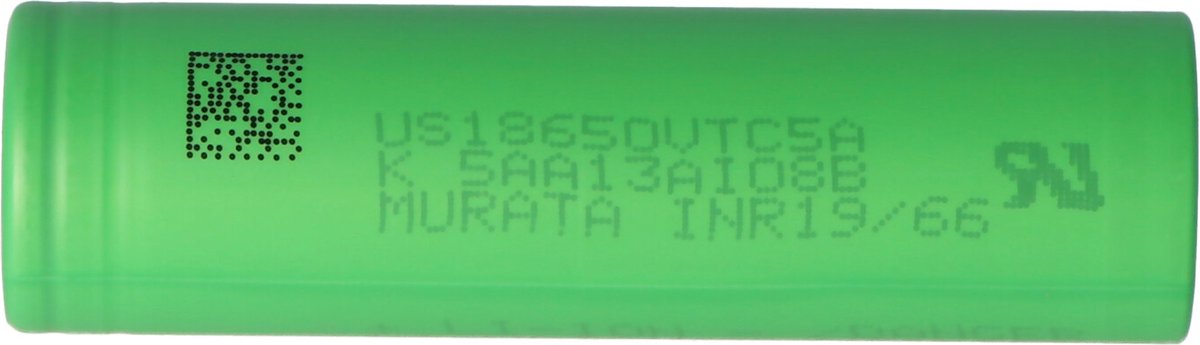 US18650VTC5A
K 5AA13AI08B
MURATA INR19/66